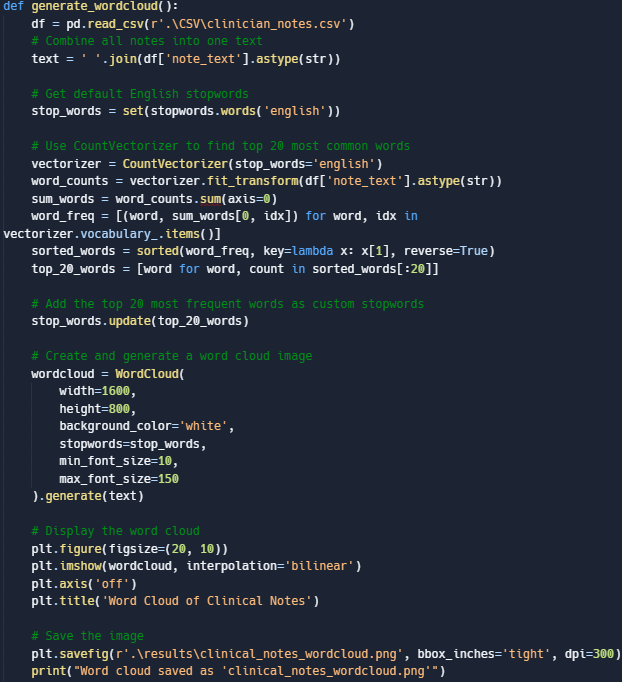 def generate_wordcloud():
df = pd.read_csv(r'.\CSV\clinician_notes.csv')
# Combine all notes into one text
text = ' '.join(df['note_text'].astype(str))
# Get default English stopwords
stop_words = set(stopwords.words('english'))
# Use CountVectorizer to find top 20 most common words
vectorizer = CountVectorizer(stop_words='english')
word_counts = vectorizer.fit_transform(df['note_text'].astype(str))
sum_words = word_counts.sum(axis=0)
word_freq = [(word, sum_words[0, idx]) for word, idx in
vectorizer.vocabulary_.items()]
sorted_words = sorted(word_freq, key=lambda x: x[1], reverse=True)
top_20_words = [word for word, count in sorted_words[:20]]
# Add the top 20 most frequent words as custom stopwords
stop_words.update(top_20_words)
# Create and generate a word cloud image
wordcloud = WordCloud(
width=1600,
height=800,
background_color='white',
stopwords=stop_words,
min_font_size=10,
max_font_size=150
).generate(text)
# Display the word cloud
plt.figure(figsize=(20, 10))
plt.imshow(wordcloud, interpolation='bilinear')
plt.axis('off')
plt.title('Word Cloud of Clinical Notes')
# Save the image
plt.savefig(r'.\results\clinical_notes_wordcloud.png', bbox_inches='tight', dpi=300)
print("Word cloud saved as 'clinical_notes_wordcloud.png'")